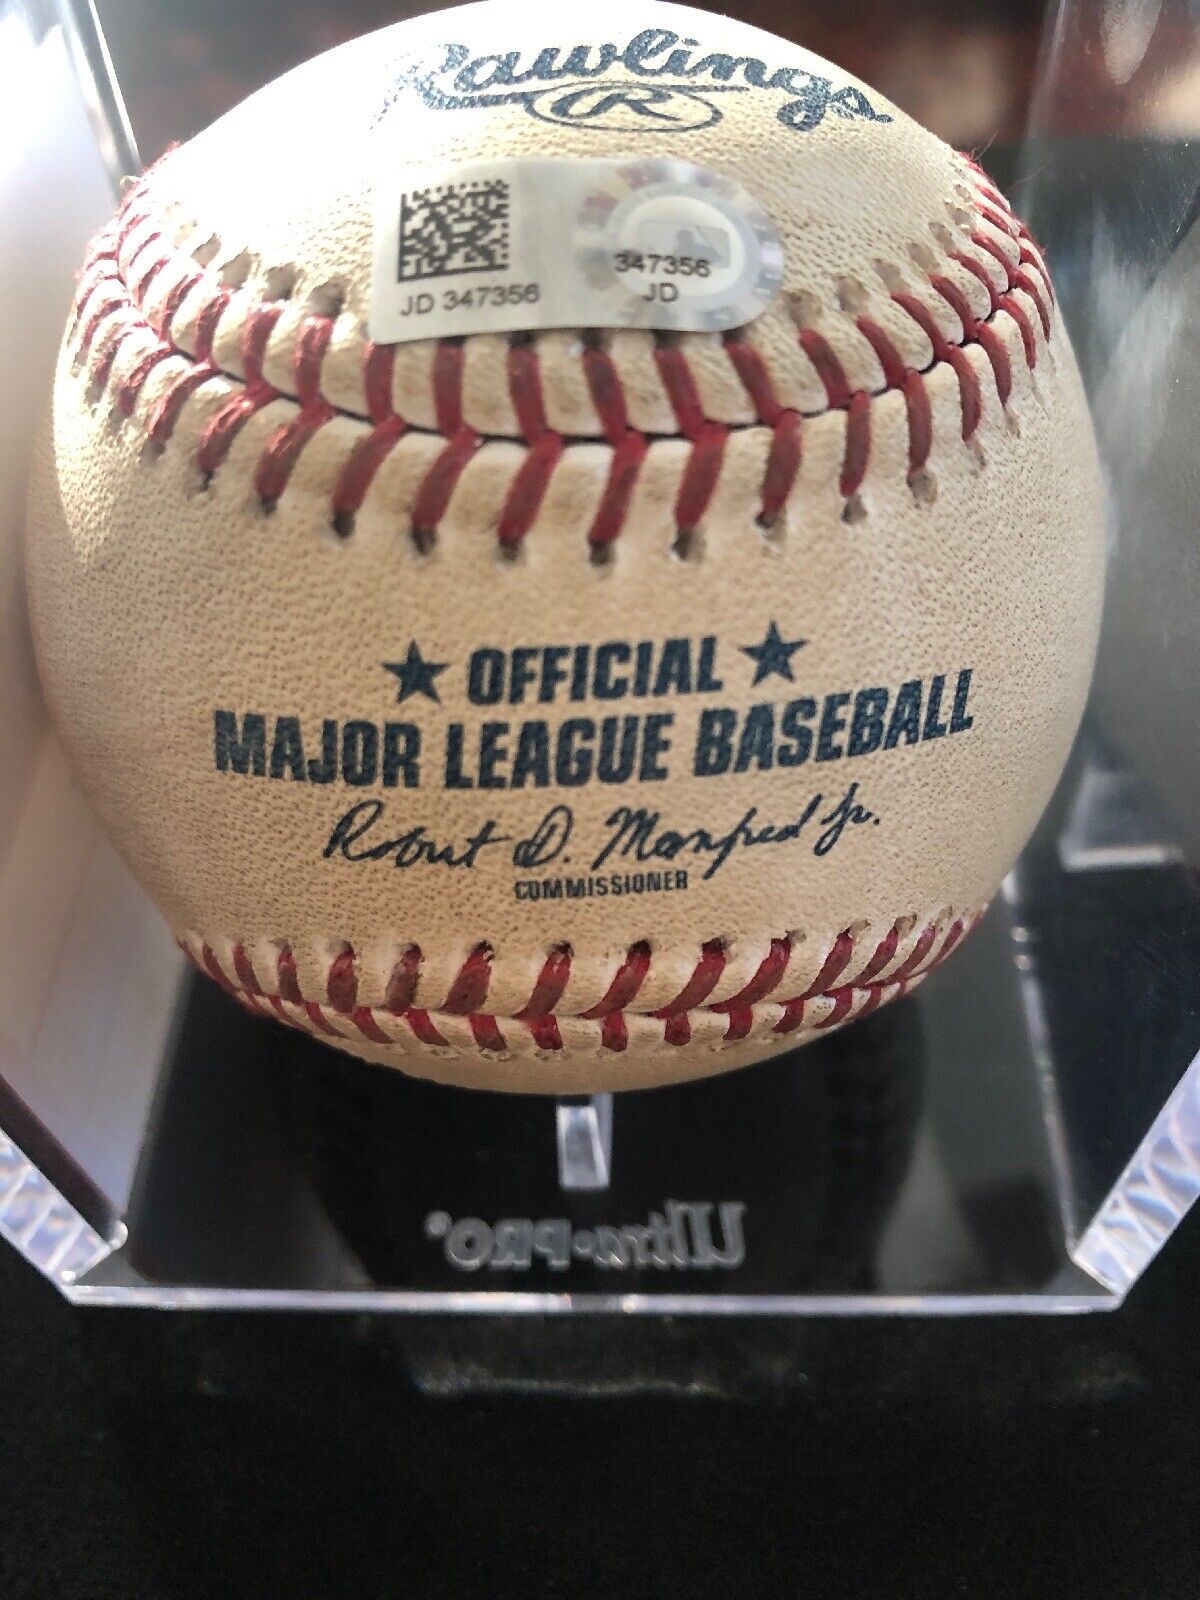 Rawlings
R
JD 347356
347356
JD
★ OFFICIAL ★
MAJOR LEAGUE BASEBALL
Robert D. Manfred Jr.
COMMISSIONER
Ultra•PRO®